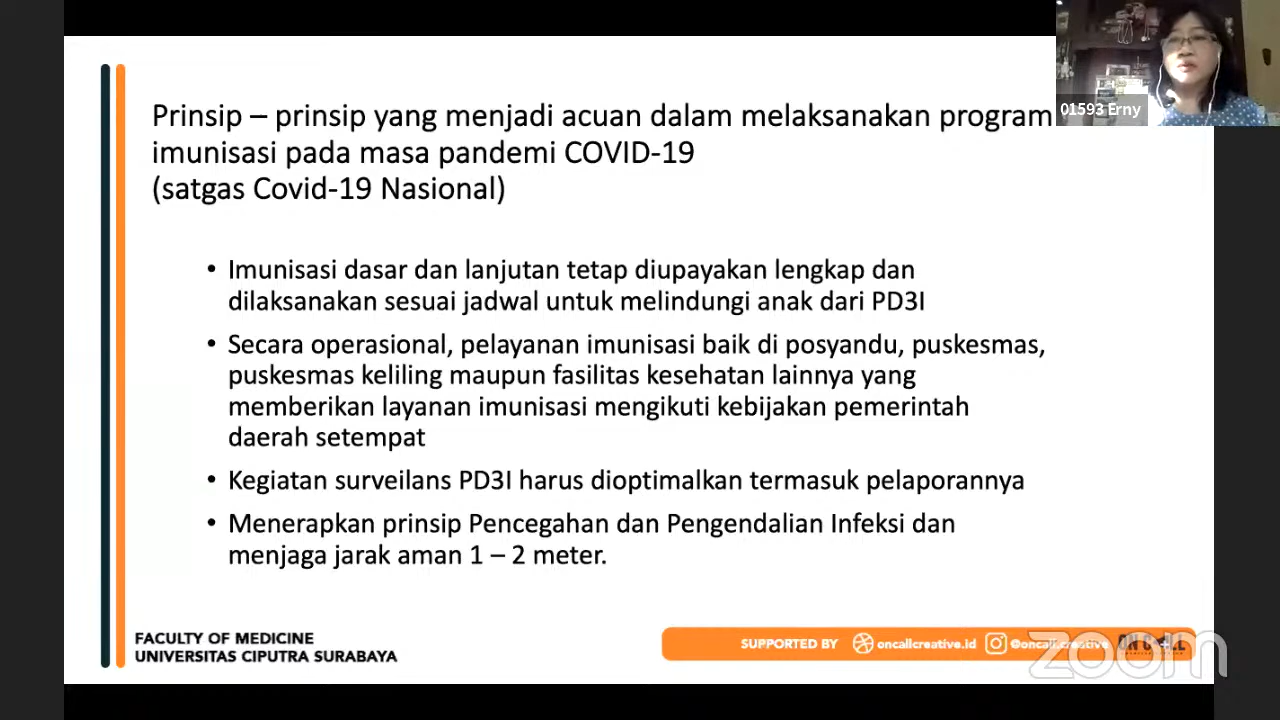 01593 Erny
Prinsip – prinsip yang menjadi acuan dalam melaksanakan program
imunisasi pada masa pandemi COVID-19
(satgas Covid-19 Nasional)
• Imunisasi dasar dan lanjutan tetap diupayakan lengkap dan
dilaksanakan sesuai jadwal untuk melindungi anak dari PD3I
• Secara operasional, pelayanan imunisasi baik di posyandu, puskesmas,
puskesmas keliling maupun fasilitas kesehatan lainnya yang
memberikan layanan imunisasi mengikuti kebijakan pemerintah
daerah setempat
• Kegiatan surveilans PD3I harus dioptimalkan termasuk pelaporannya
• Menerapkan prinsip Pencegahan dan Pengendalian Infeksi dan
menjaga jarak aman 1 – 2 meter.
FACULTY OF MEDICINE
UNIVERSITAS CIPUTRA SURABAYA
SUPPORTED BY oncallcreative.id @oncall.creative
zoom